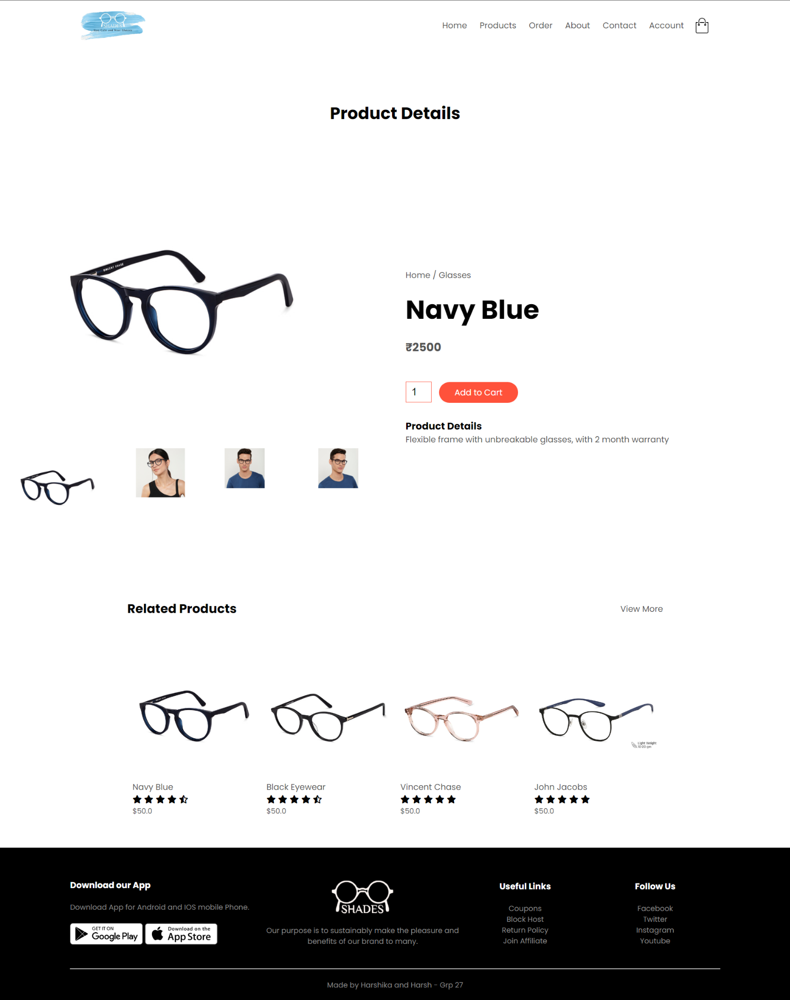 SHADES
Stay Calm and Wear Glasses
Home Products Order About Contact Account
Product Details
VINCENT CHASE
Home / Glasses
Navy Blue
₹2500
1 Add to Cart
Product Details
Flexible frame with unbreakable glasses, with 2 month warranty
Related Products View More
Light Weight
10-20 gm
Navy Blue
$50.0
Black Eyewear
$50.0
Vincent Chase
$50.0
John Jacobs
$50.0
Download our App
Download App for Android and IOS mobile Phone.
GET IT ON
Google Play
Download on the
App Store
SHADES
Our purpose is to sustainably make the pleasure and
benefits of our brand to many.
Useful Links
Coupons
Block Host
Return Policy
Join Affiliate
Follow Us
Facebook
Twitter
Instagram
Youtube
Made by Harshika and Harsh - Grp 27